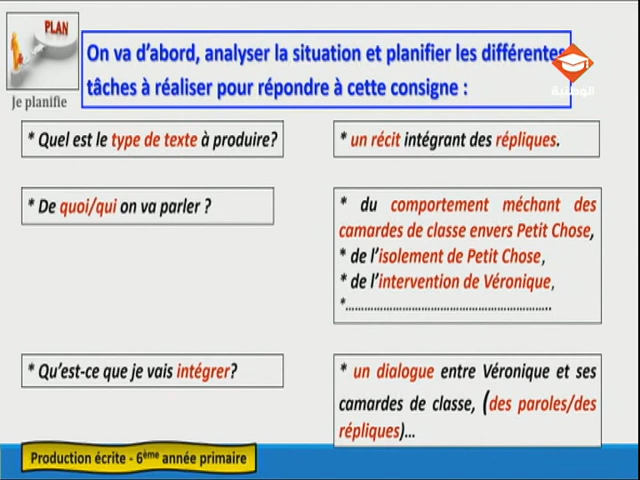 PLAN
Je planifie
On va d'abord, analyser la situation et planifier les différentes
tâches à réaliser pour répondre à cette consigne :
الوطنية
* Quel est le type de texte à produire?
* un récit intégrant des répliques.
* De quoi/qui on va parler ?
* du comportement méchant des
camardes de classe envers Petit Chose,
* de l'isolement de Petit Chose,
* de l'intervention de Véronique,
*…………………………………………………..
* Qu'est-ce que je vais intégrer?
* un dialogue entre Véronique et ses
camardes de classe, (des paroles/des
répliques)…
Production écrite - 6ème année primaire